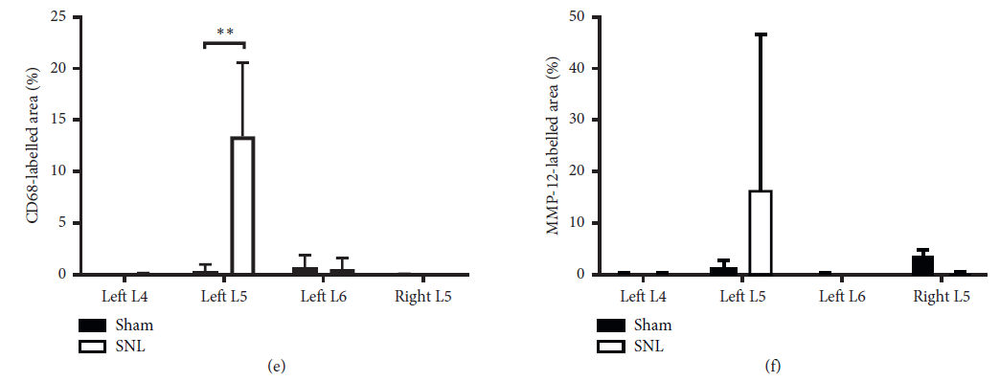 25
20
15
10
5
0
CD68-labelled area (%)
**
Left L4 Left L5 Left L6 Right L5
Sham
SNL
(e)
50
40
30
20
10
0
MMP-12-labelled area (%)
Left L4 Left L5 Left L6 Right L5
Sham
SNL
(f)